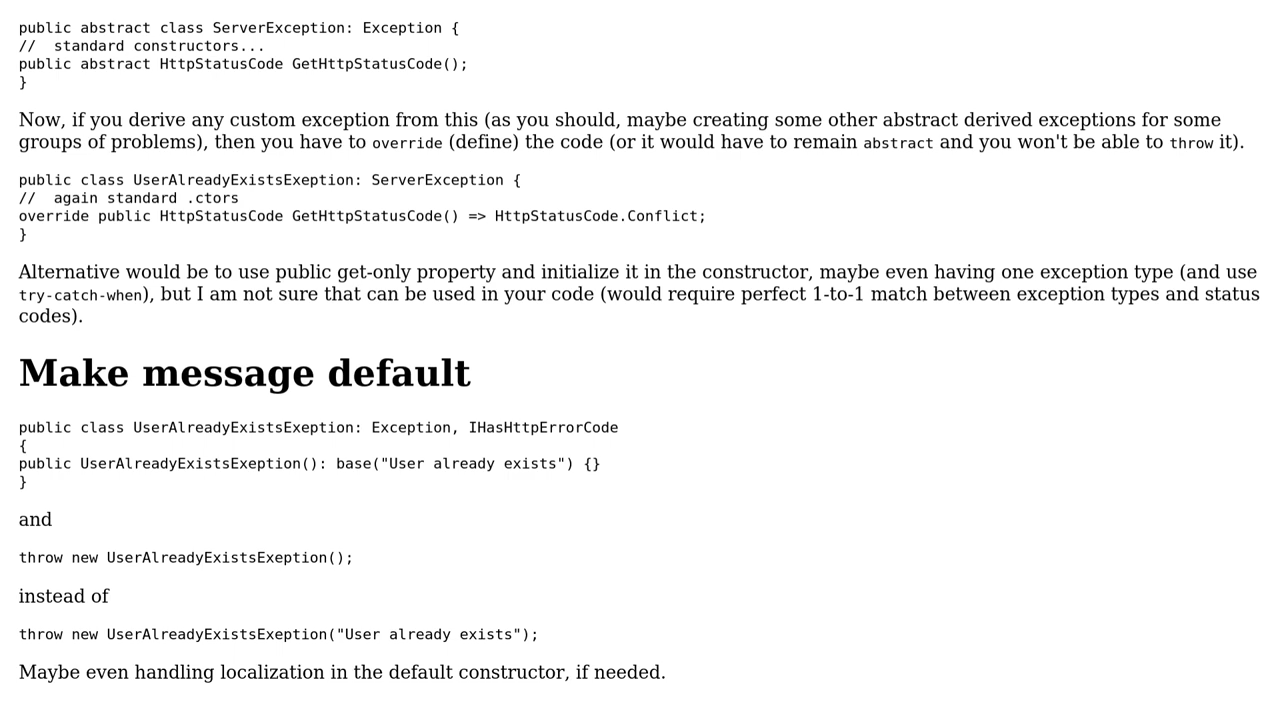 public abstract class ServerException: Exception {
//  standard constructors...
public abstract HttpStatusCode GetHttpStatusCode();
}
Now, if you derive any custom exception from this (as you should, maybe creating some other abstract derived exceptions for some
groups of problems), then you have to override (define) the code (or it would have to remain abstract and you won't be able to throw it).
public class UserAlreadyExistsExeption: ServerException {
//  again standard .ctors
override public HttpStatusCode GetHttpStatusCode() => HttpStatusCode.Conflict;
}
Alternative would be to use public get-only property and initialize it in the constructor, maybe even having one exception type (and use
try-catch-when), but I am not sure that can be used in your code (would require perfect 1-to-1 match between exception types and status
codes).
Make message default
public class UserAlreadyExistsExeption: Exception, IHasHttpErrorCode
{
public UserAlreadyExistsExeption(): base("User already exists") {}
}
and
throw new UserAlreadyExistsExeption();
instead of
throw new UserAlreadyExistsExeption("User already exists");
Maybe even handling localization in the default constructor, if needed.